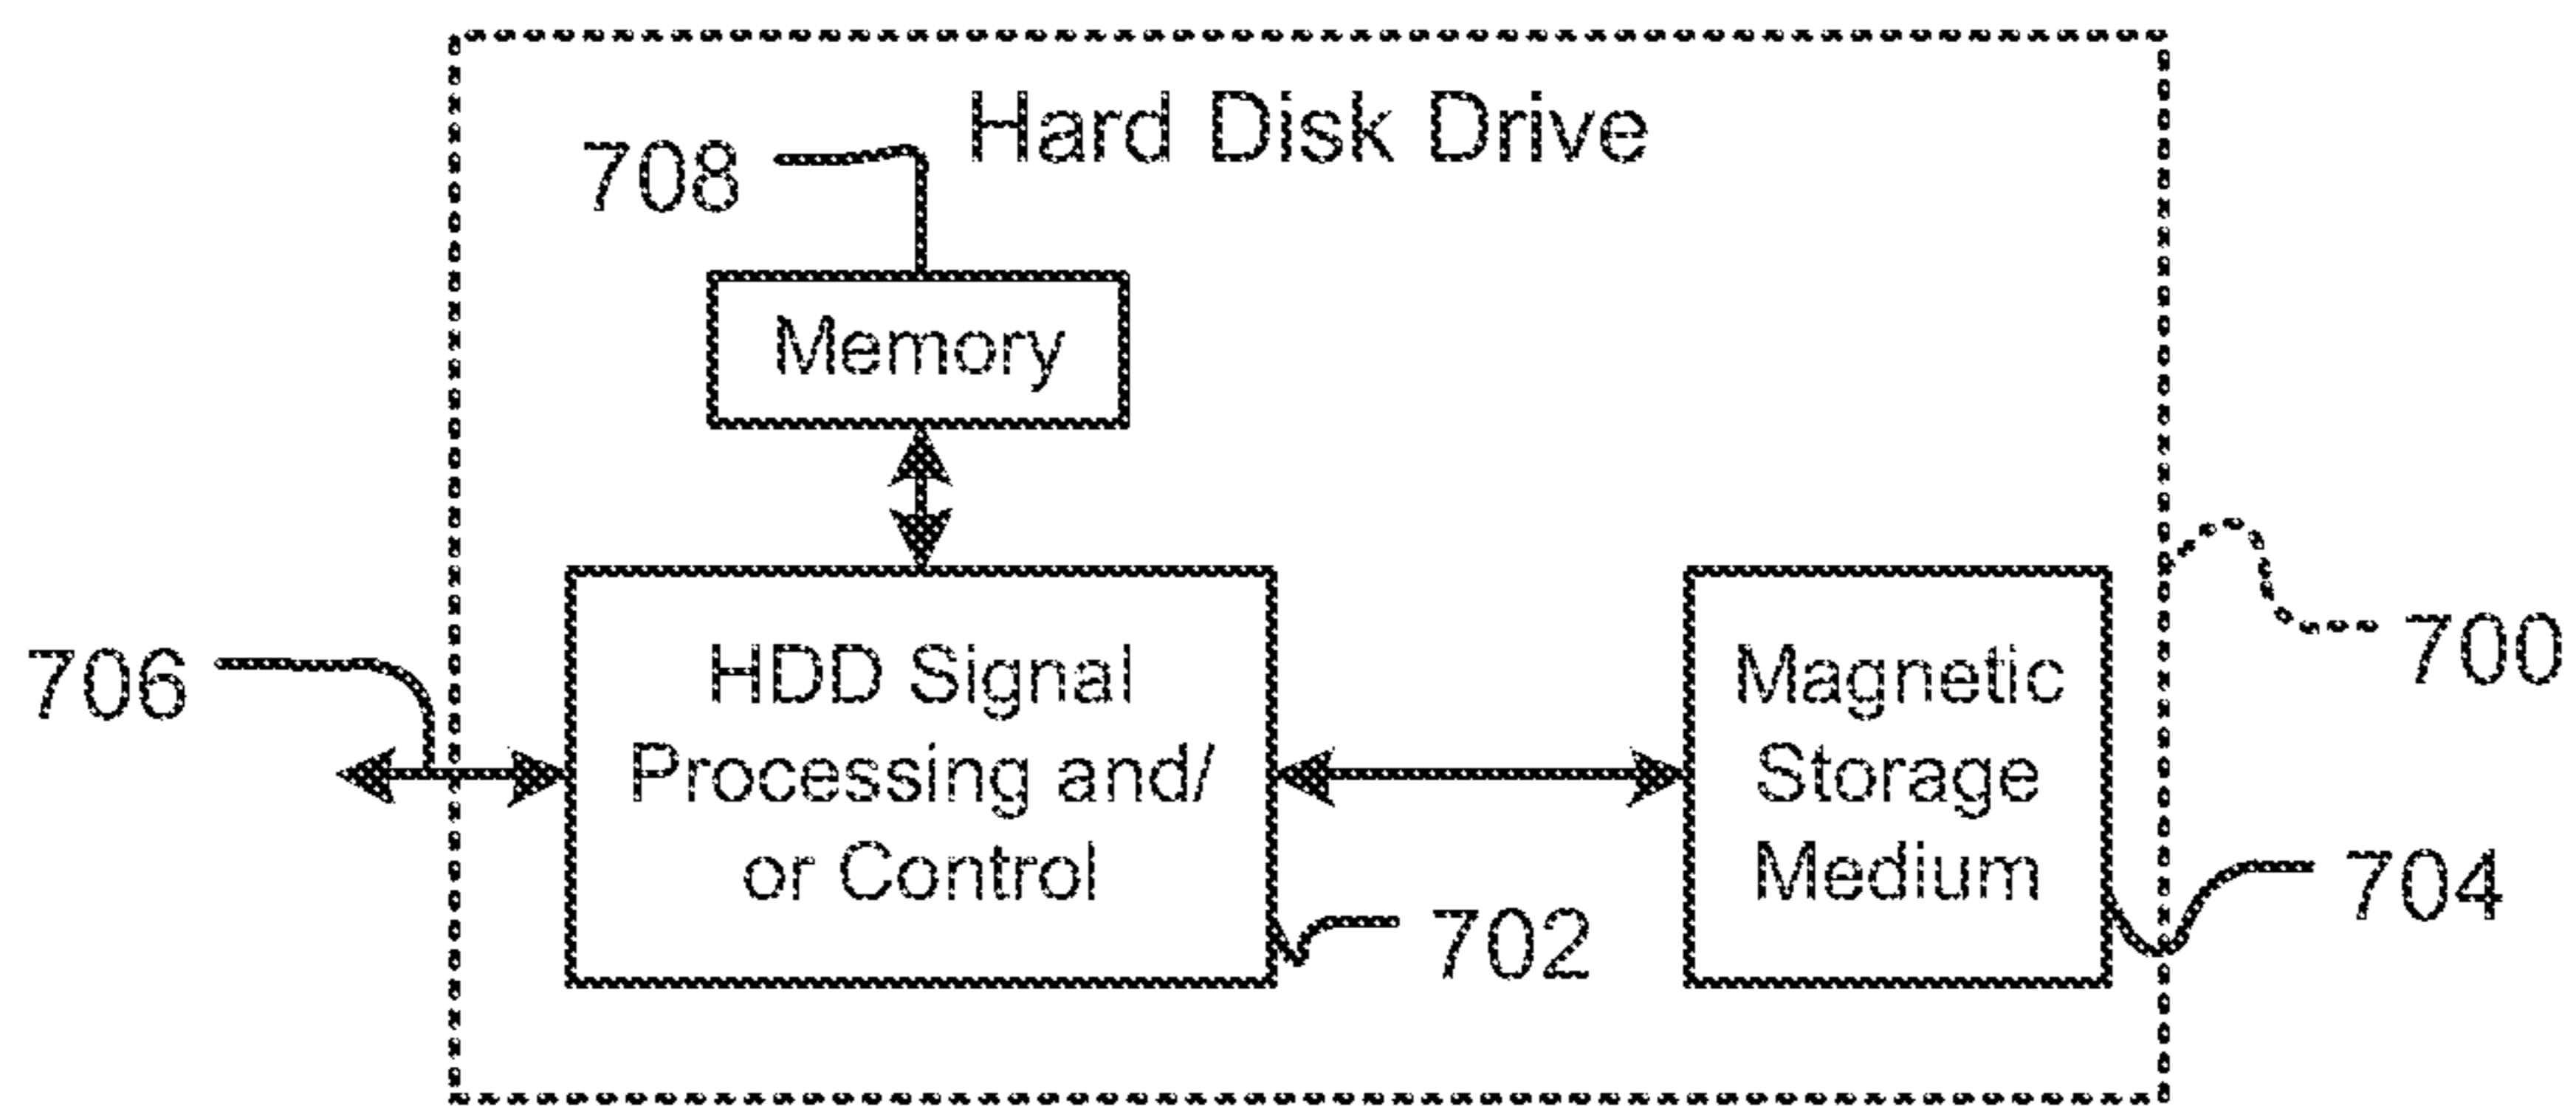 Hard Disk Drive
708
Memory
706
HDD Signal
Processing and/
or Control
702
Magnetic
Storage
Medium
700
704